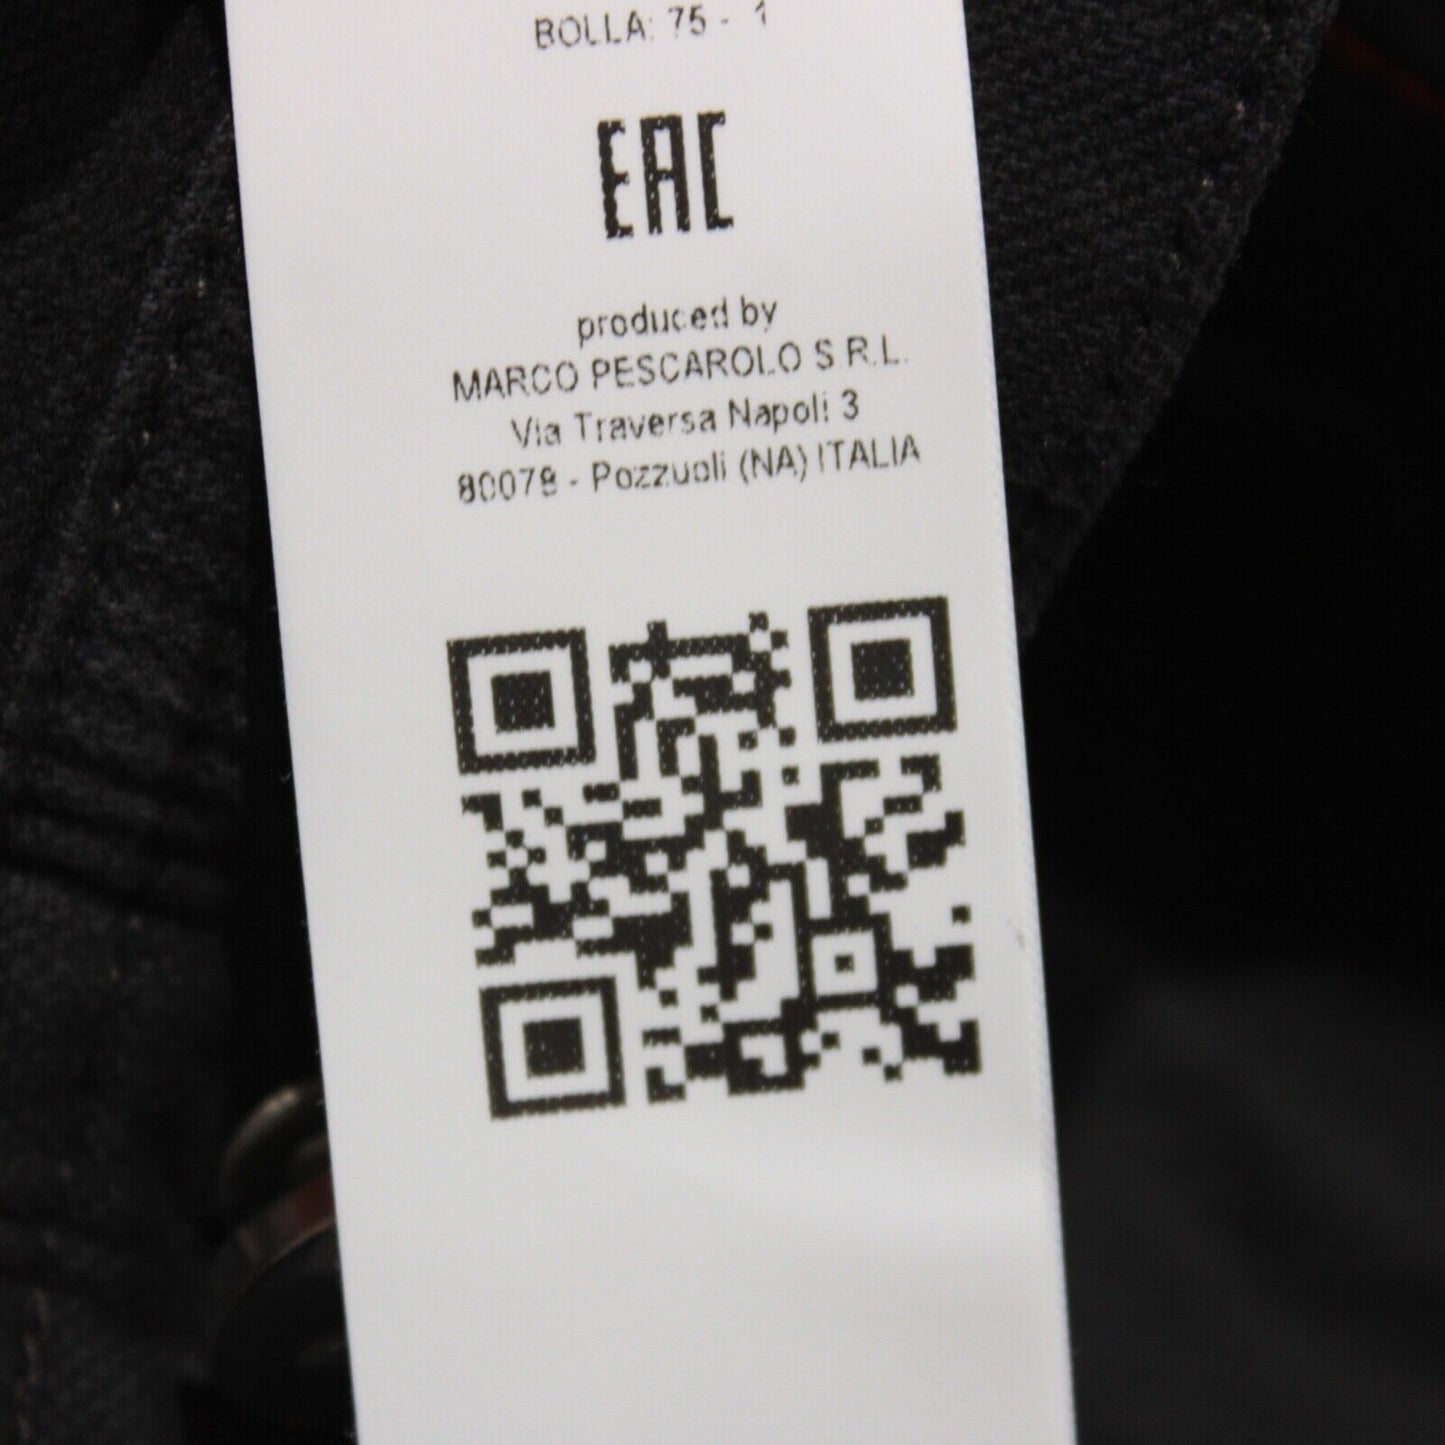 BOLLA: 75 - 1
EAC
produced by
MARCO PESCAROLO S.R.L.
Via Traversa Napoli 3
80078 - Pozzuoli (NA) ITALIA